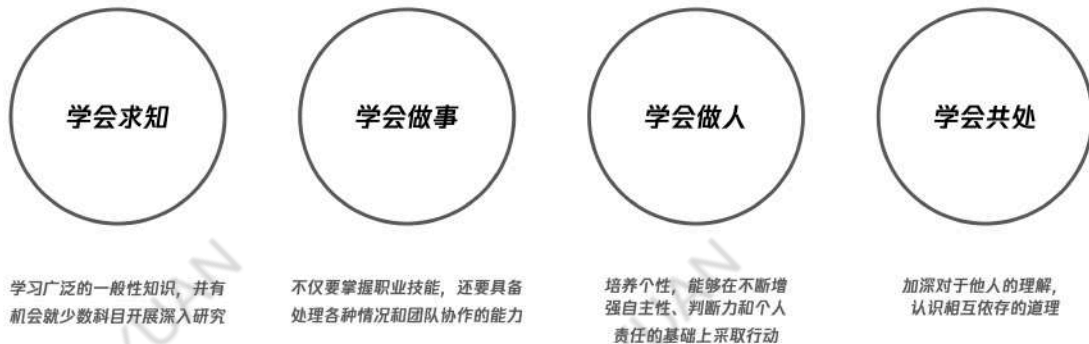 学会求知
学会做事
学会做人
学会共处
学习广泛的一般性知识，并有
机会就少数科目开展深入研究
不仅要掌握职业技能，还要具备
处理各种情况和团队协作的能力
培养个性，能够在不断增
强自主性、判断力和个人
责任的基础上采取行动
加深对于他人的理解，
认识相互依存的道理
YUAN
UAN